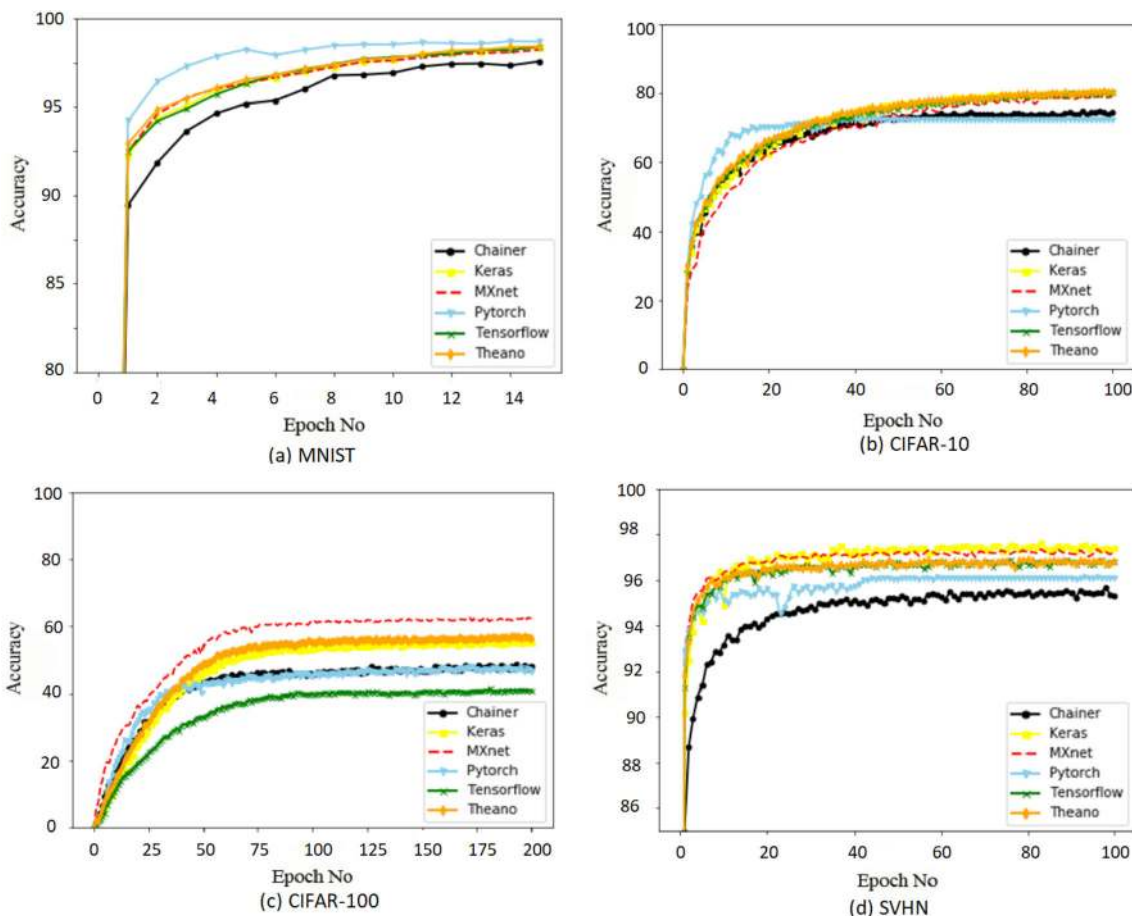 100
95
90
85
80
Accuracy
0 2 4 6 8 10 12 14
Epoch No
Chainer
Keras
MXnet
Pytorch
Tensorflow
Theano
(a) MNIST
100
80
60
40
20
0
Accuracy
0 20 40 60 80 100
Epoch No
Chainer
Keras
MXnet
Pytorch
Tensorflow
Theano
(b) CIFAR-10
100
80
60
40
20
0
Accuracy
0 25 50 75 100 125 150 175 200
Epoch No
Chainer
Keras
MXnet
Pytorch
Tensorflow
Theano
(c) CIFAR-100
100
98
96
94
92
90
88
86
Accuracy
0 20 40 60 80 100
Epoch No
Chainer
Keras
MXnet
Pytorch
Tensorflow
Theano
(d) SVHN